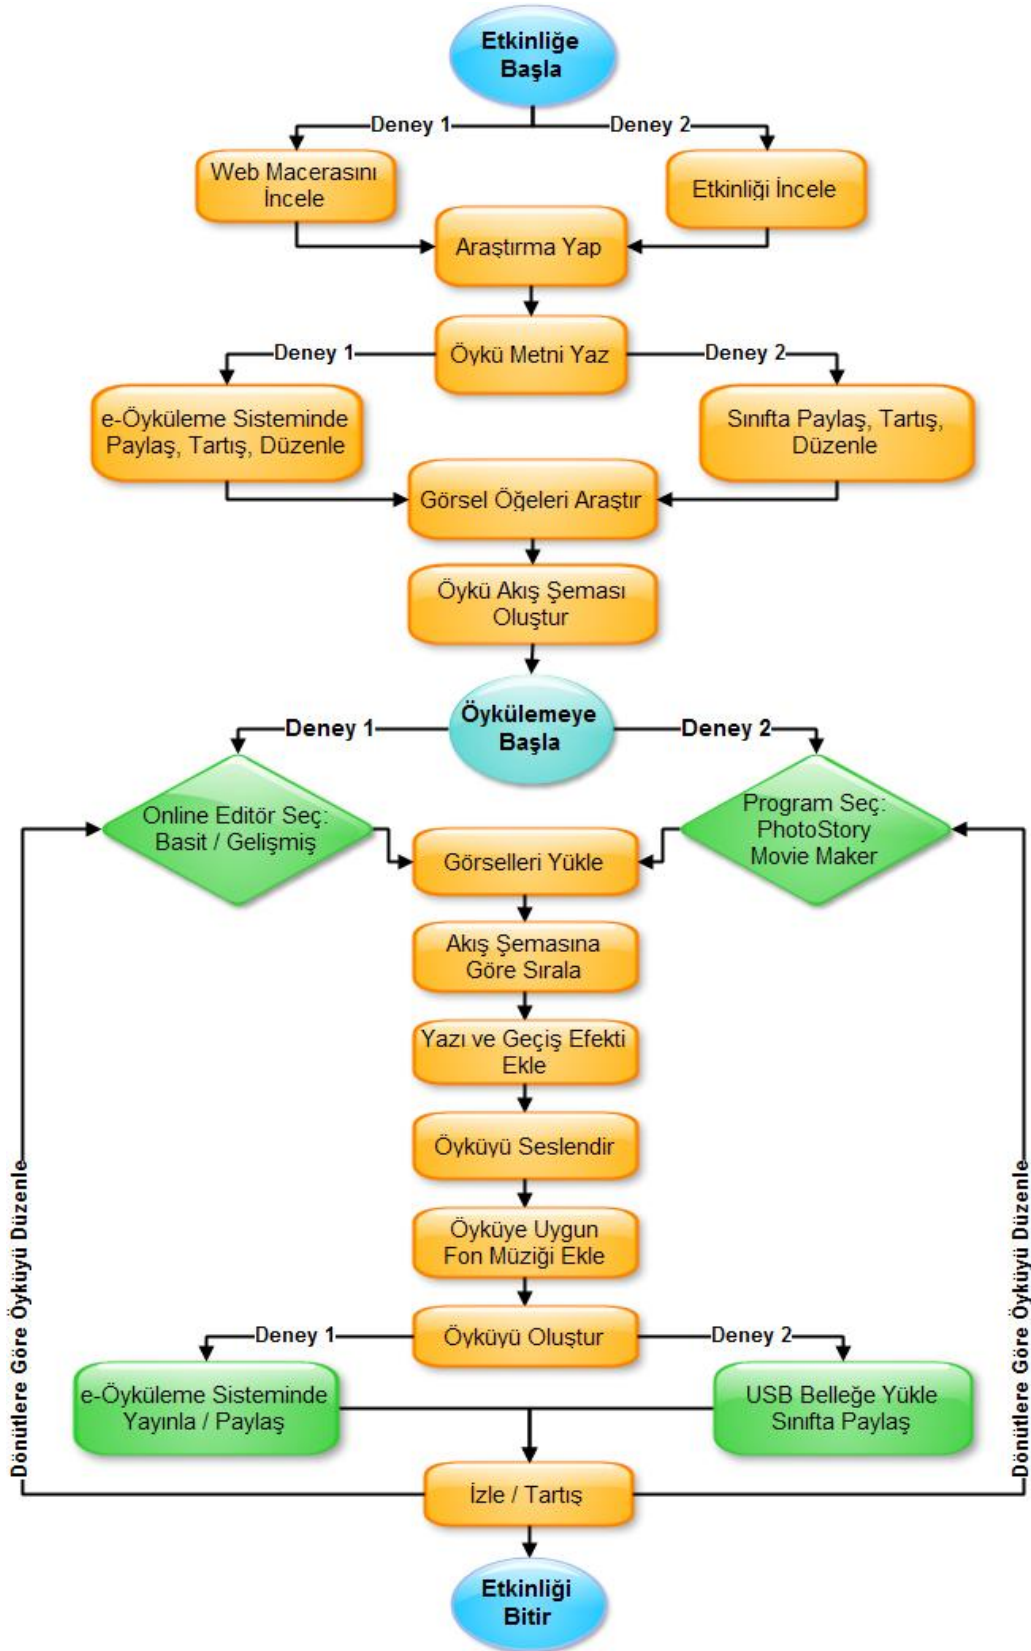 Etkinliğe
Başla
Deney 1
Deney 2
Web Macerasını
İncele
Etkinliği İncele
Araştırma Yap
Öykü Metni Yaz
Deney 1
Deney 2
e-Öyküleme Sisteminde
Paylaş, Tartış, Düzenle
Sınıfta Paylaş, Tartış,
Düzenle
Görsel Öğeleri Araştır
Öykü Akış Şeması
Oluştur
Öykülemeye
Başla
Deney 1
Deney 2
Online Editör Seç:
Basit / Gelişmiş
Program Seç:
PhotoStory
Movie Maker
Görselleri Yükle
Akış Şemasına
Göre Sırala
Yazı ve Geçiş Efekti
Ekle
Öyküyü Seslendir
Öyküye Uygun
Fon Müziği Ekle
Öyküyü Oluştur
Deney 1
Deney 2
e-Öyküleme Sisteminde
Yayınla / Paylaş
USB Belleğe Yükle
Sınıfta Paylaş
Dönütlere Göre Öyküyü Düzenle
Dönütlere Göre Öyküyü Düzenle
İzle / Tartış
Etkinliği
Bitir